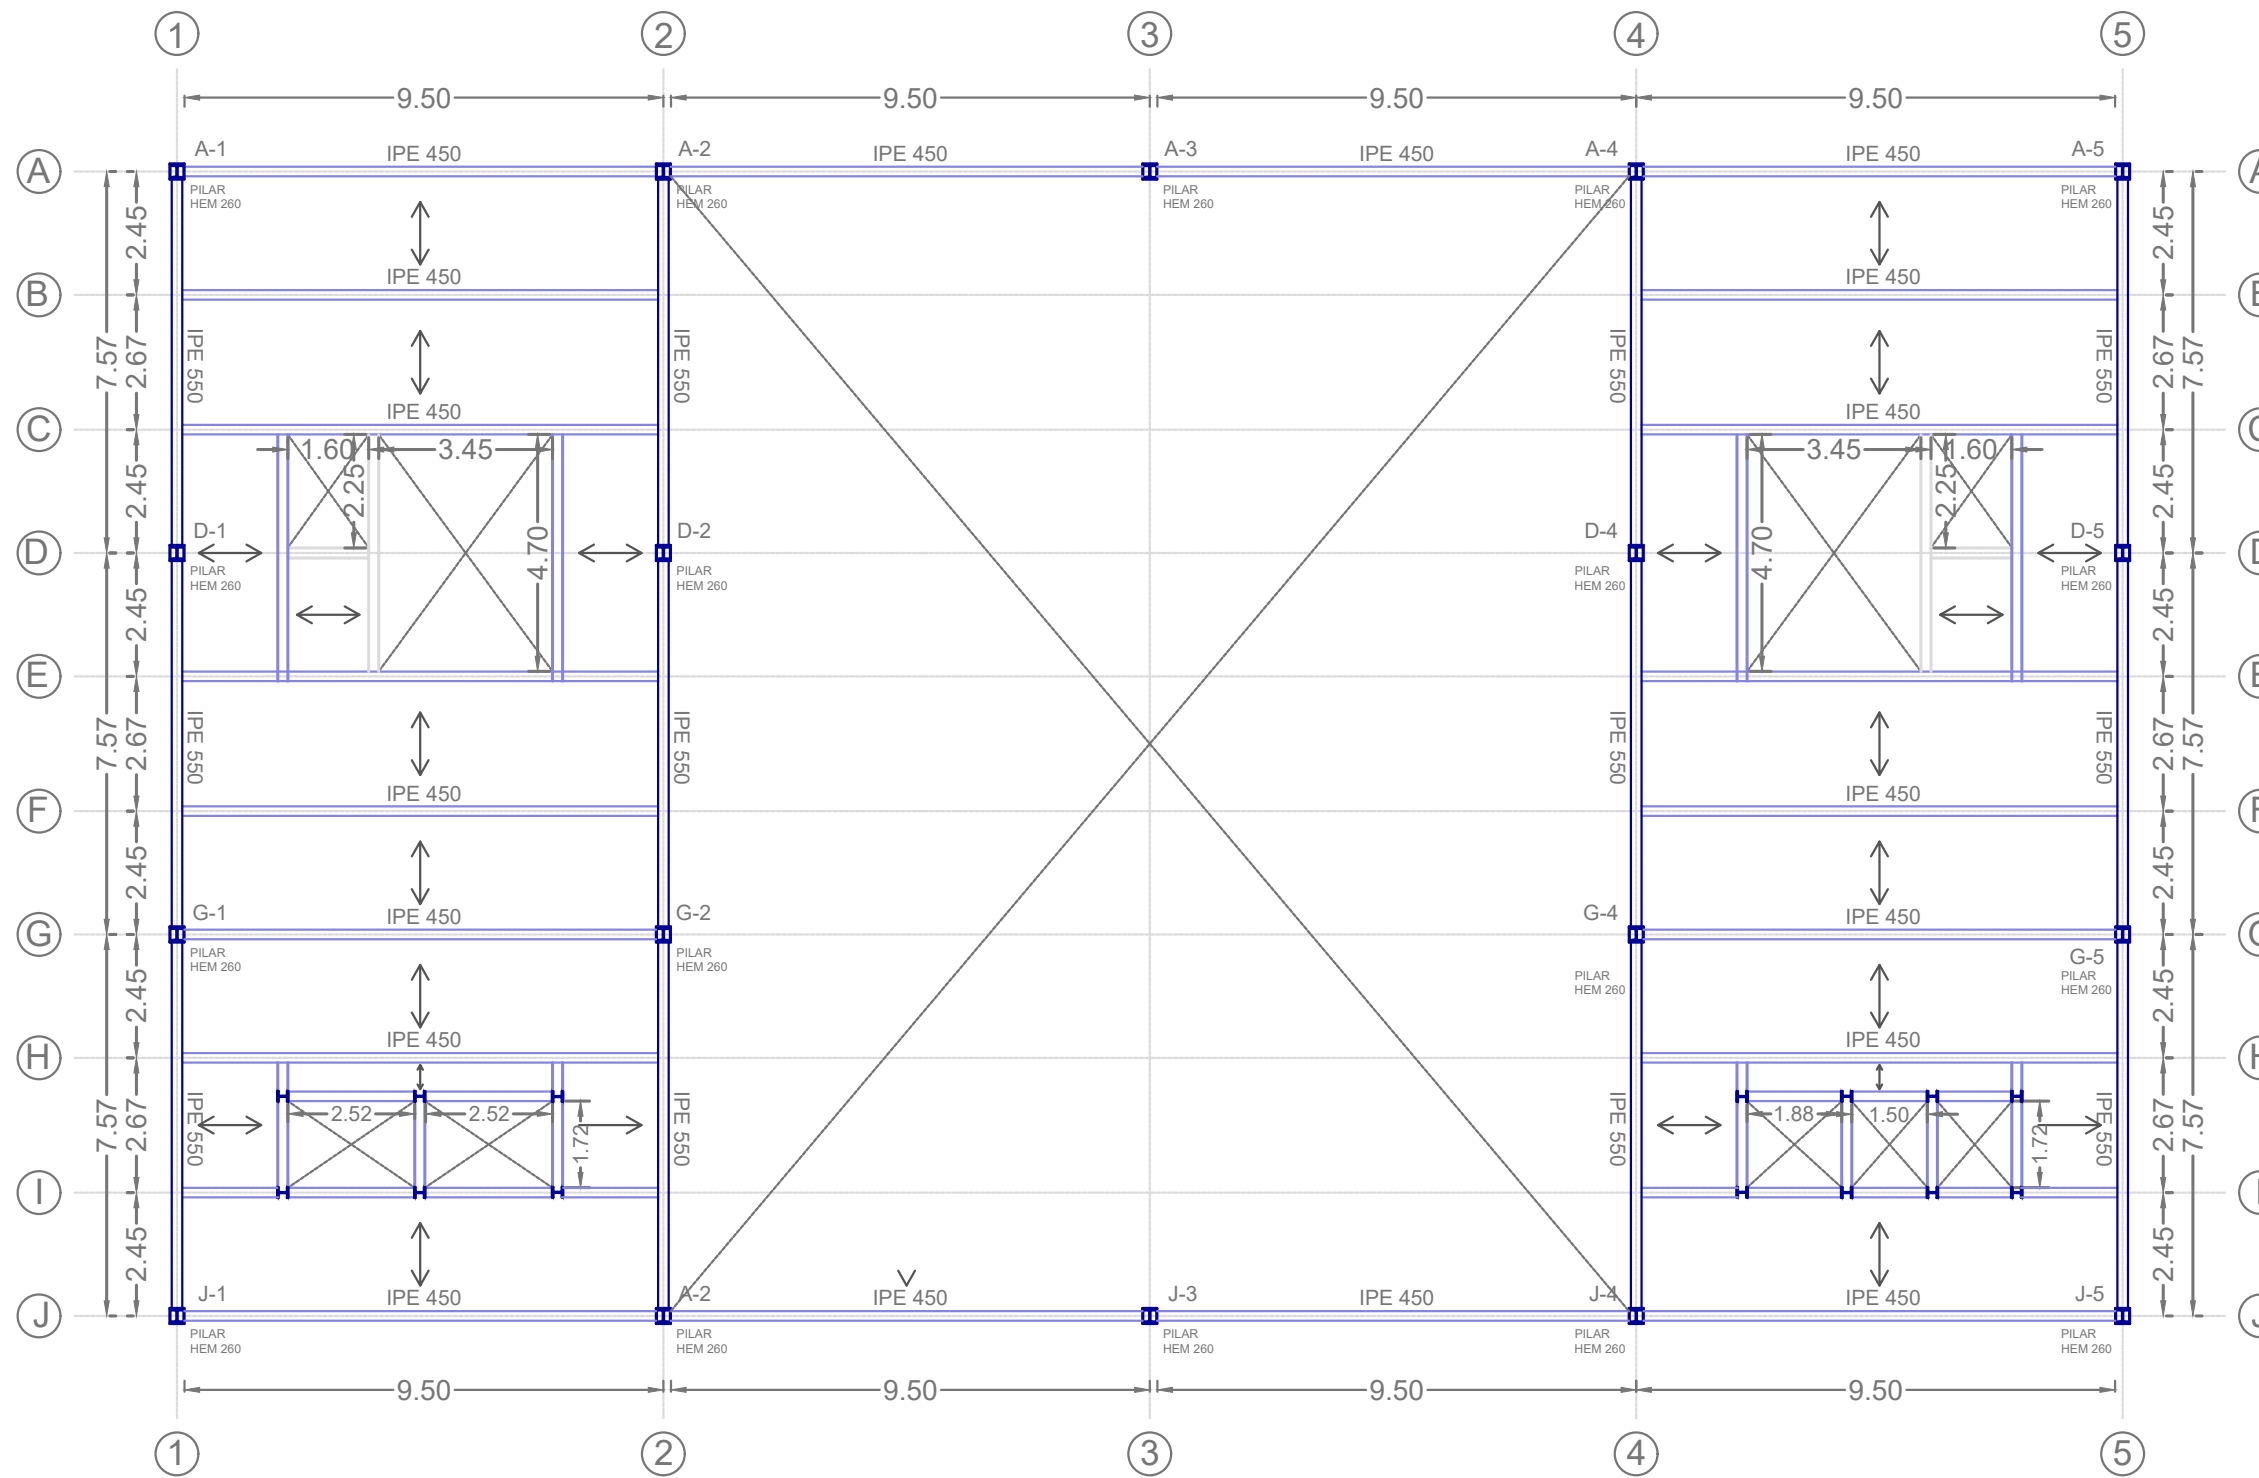 1 2 3 4 5
9.50 9.50 9.50 9.50
A-1 IPE 450 A-2 IPE 450 A-3 IPE 450 A-4 IPE 450 A-5
A
PILAR HEM 260
PILAR HEM 260
PILAR HEM 260
PILAR HEM 260
PILAR HEM 260
2.45 2.45
IPE 450 IPE 450
B
7.57 2.67 IPE 550 IPE 550 IPE 550 IPE 550 2.67 7.57
IPE 450 IPE 450
C
1.60 3.45 3.45 1.60
2.45 2.25 2.25 2.45
4.70 4.70
D-1 D-2 D-4 D-5
D
PILAR HEM 260
PILAR HEM 260
PILAR HEM 260
PILAR HEM 260
2.45 2.45
E
7.57 2.67 IPE 550 IPE 550 IPE 550 IPE 550 2.67 7.57
IPE 450 IPE 450
F
2.45 2.45
G-1 IPE 450 G-2 G-4 IPE 450
G
G-5
PILAR HEM 260
PILAR HEM 260
PILAR HEM 260
PILAR HEM 260
2.45 2.45
IPE 450 IPE 450
H
2.52 2.52 1.88 1.50
7.57 2.67 IPE 550 1.72 IPE 550 IPE 550 1.72 IPE 550 2.67 7.57
I
2.45 2.45
J-1 IPE 450 A-2 IPE 450 J-3 IPE 450 J-4 IPE 450 J-5
J
PILAR HEM 260
PILAR HEM 260
PILAR HEM 260
PILAR HEM 260
PILAR HEM 260
9.50 9.50 9.50 9.50
1 2 3 4 5